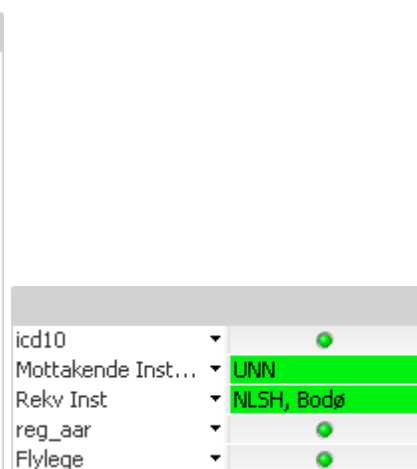 icd10
Mottakende Inst... UNN
Rekv Inst NLSH, Bodø
reg_aar
Flylege